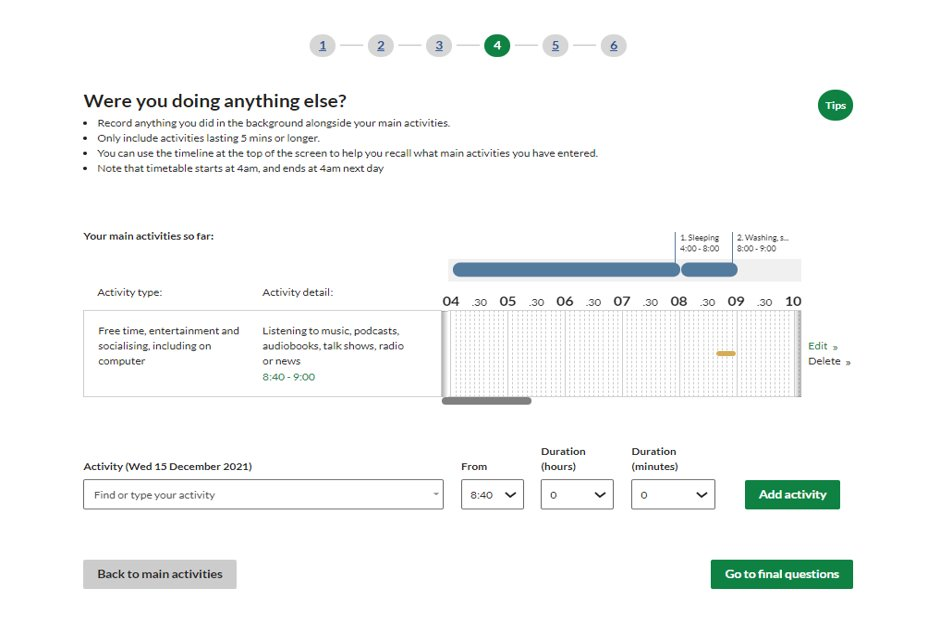 1 2 3 4 5 6
Were you doing anything else?
Tips
• Record anything you did in the background alongside your main activities.
• Only include activities lasting 5 mins or longer.
• You can use the timeline at the top of the screen to help you recall what main activities you have entered.
• Note that timetable starts at 4am, and ends at 4am next day
Your main activities so far:
1. Sleeping
4:00 - 8:00
2. Washing, s...
8:00 - 9:00
Activity type:
Activity detail:
04 .30 05 .30 06 .30 07 .30 08 .30 09 .30 10
Free time, entertainment and
socialising, including on
computer
Listening to music, podcasts,
audiobooks, talk shows, radio
or news
8:40 - 9:00
Edit »
Delete »
Activity (Wed 15 December 2021)
Find or type your activity
From
8:40
Duration
(hours)
0
Duration
(minutes)
0
Add activity
Back to main activities
Go to final questions